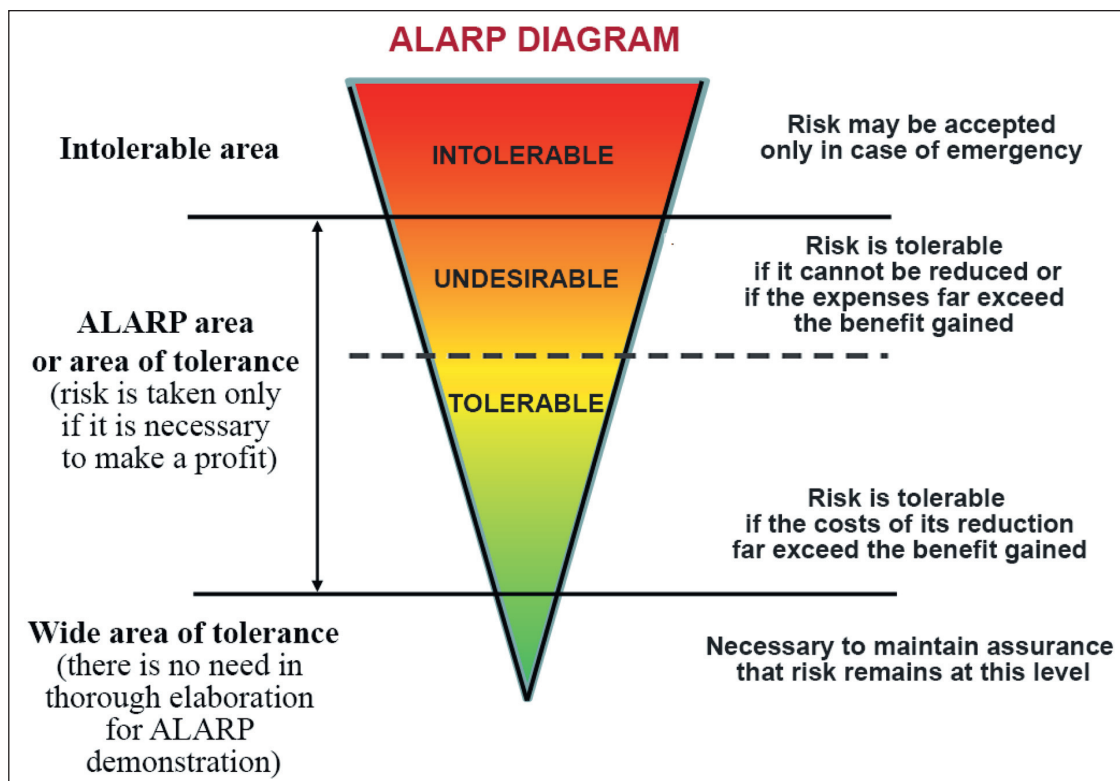 ALARP DIAGRAM
Intolerable area
INTOLERABLE
Risk may be accepted
only in case of emergency
ALARP area
or area of tolerance
(risk is taken only
if it is necessary
to make a profit)
UNDESIRABLE
Risk is tolerable
if it cannot be reduced or
if the expenses far exceed
the benefit gained
TOLERABLE
Risk is tolerable
if the costs of its reduction
far exceed the benefit gained
Wide area of tolerance
(there is no need in
thorough elaboration
for ALARP
demonstration)
Necessary to maintain assurance
that risk remains at this level